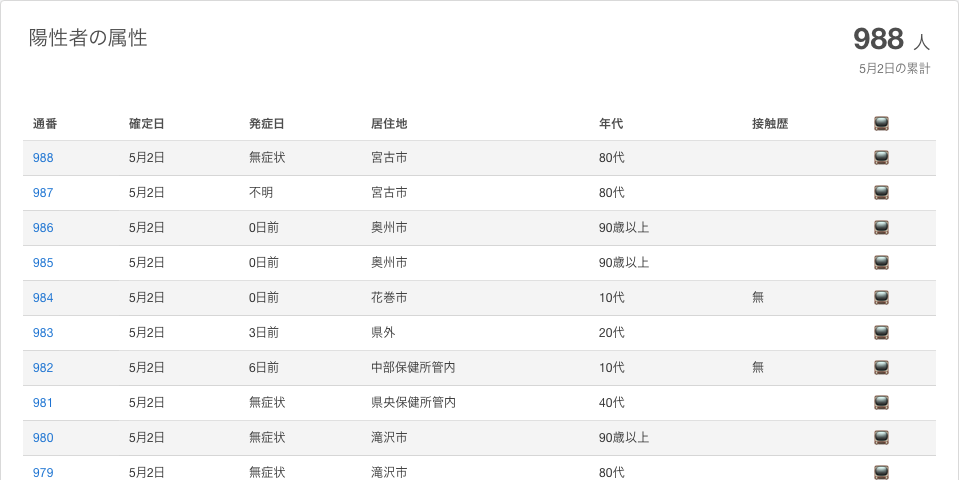 陽性者の属性
988 人
5月2日の累計
通番 確定日 発症日 居住地 年代 接触歴
988 5月2日 無症状 宮古市 80代
987 5月2日 不明 宮古市 80代
986 5月2日 0日前 奥州市 90歳以上
985 5月2日 0日前 奥州市 90歳以上
984 5月2日 0日前 花巻市 10代 無
983 5月2日 3日前 県外 20代
982 5月2日 6日前 中部保健所管内 10代 無
981 5月2日 無症状 県央保健所管内 40代
980 5月2日 無症状 滝沢市 90歳以上
979 5月2日 無症状 滝沢市 80代